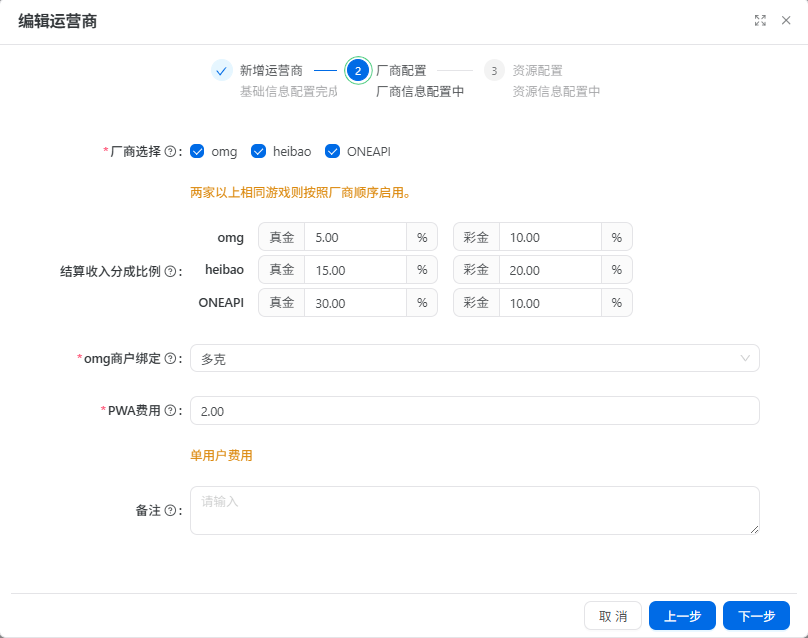 编辑运营商
新增运营商
基础信息配置完成
2 厂商配置
厂商信息配置中
3 资源配置
资源信息配置中
*厂商选择 ? : omg heibao ONEAPI
两家以上相同游戏则按照厂商顺序启用。
结算收入分成比例 ? :
omg 真金 5.00 % 彩金 10.00 %
heibao 真金 15.00 % 彩金 20.00 %
ONEAPI 真金 30.00 % 彩金 10.00 %
*omg商户绑定 ? : 多克
*PWA费用 ? : 2.00
单用户费用
备注 ? : 请输入
取 消 上一步 下一步